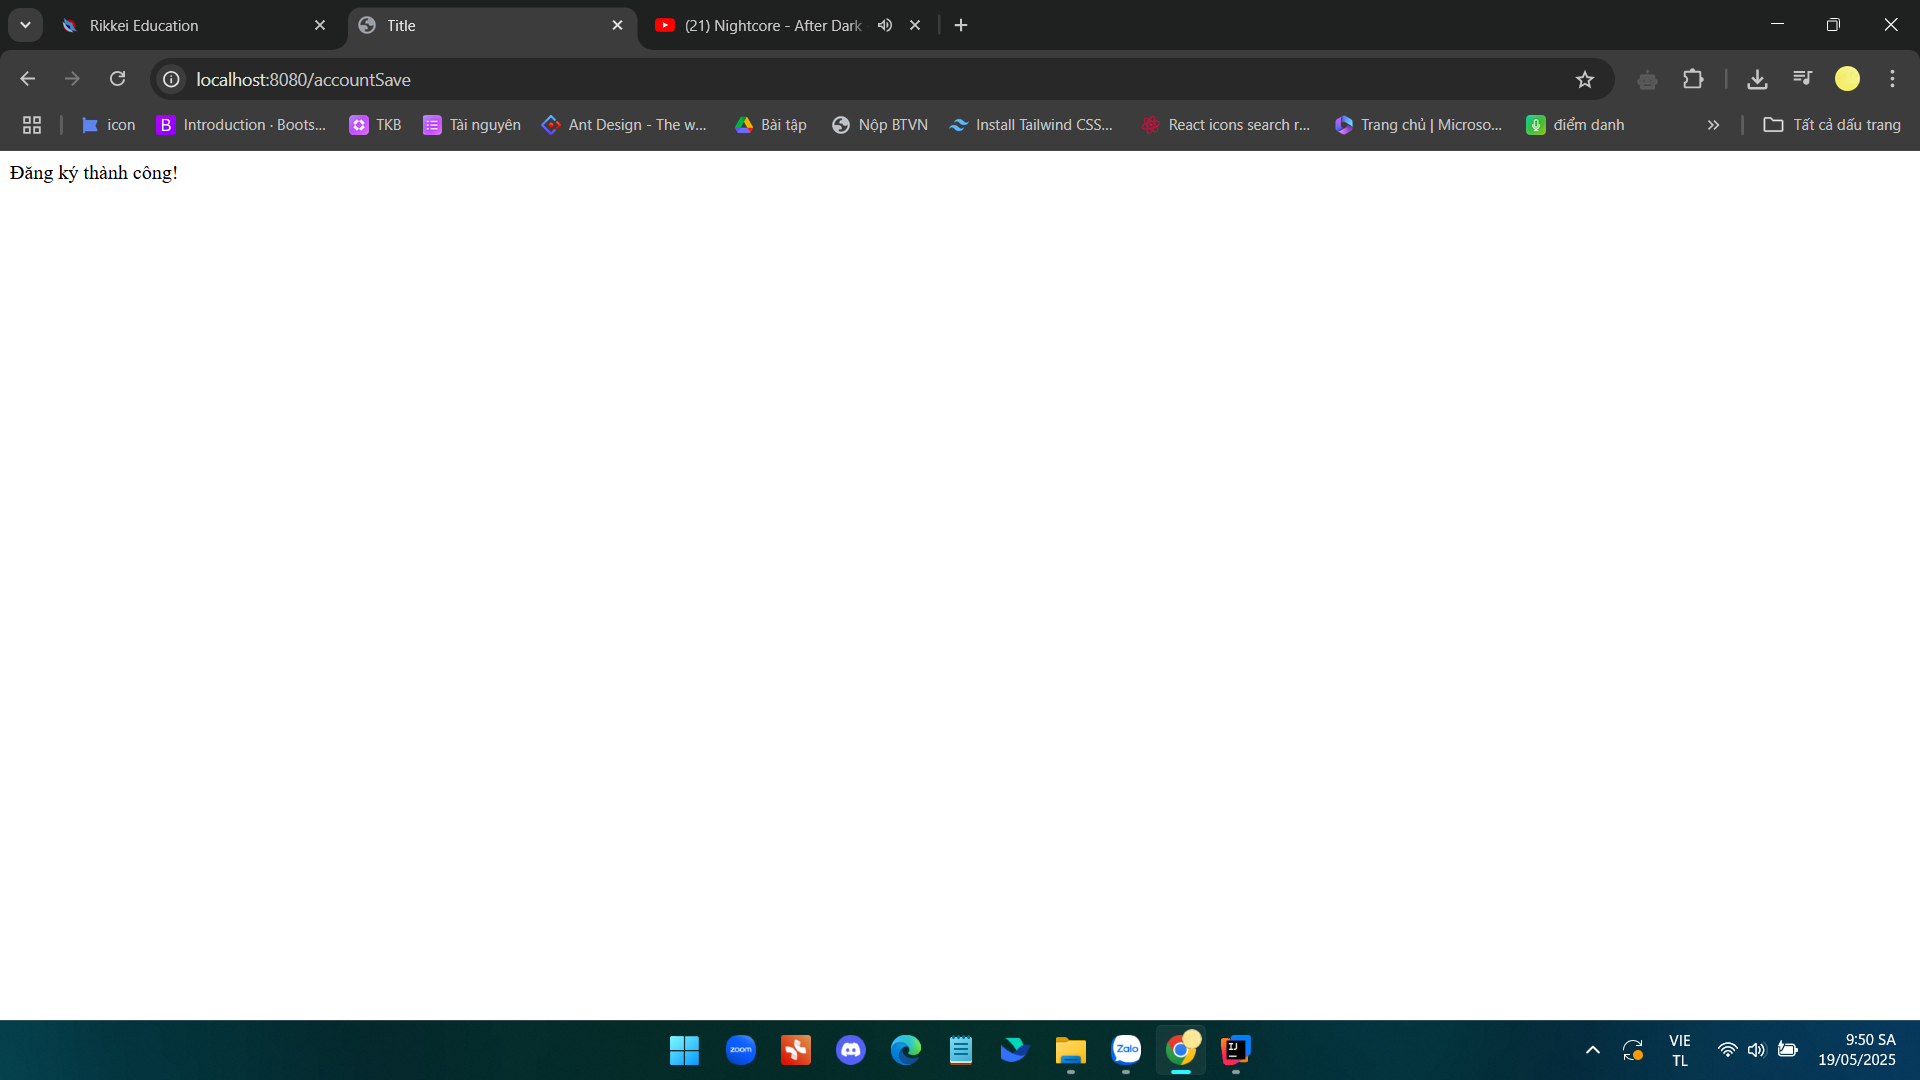 Rikkei Education
Title
(21) Nightcore - After Dark
localhost:8080/accountSave
icon
B Introduction · Boots...
TKB
Tài nguyên
Ant Design - The w...
Bài tập
Nộp BTVN
Install Tailwind CSS...
React icons search r...
Trang chủ | Microso...
điểm danh
Tất cả dấu trang
Đăng ký thành công!
zoom
Zalo
IJ
VIE
TL
9:50 SA
19/05/2025